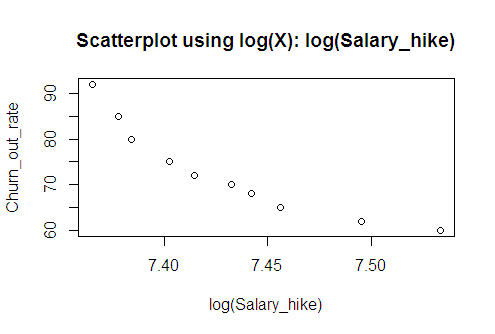 Scatterplot using log(X): log(Salary_hike)
Churn_out_rate
90
80
70
60
7.40 7.45 7.50
log(Salary_hike)